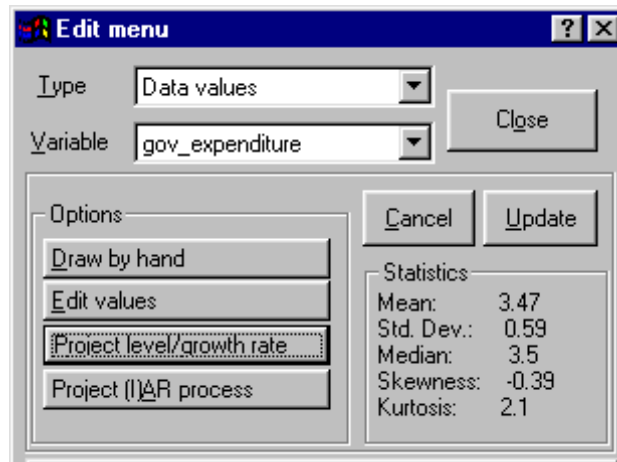 Edit menu
? ×
Type Data values
Variable gov_expenditure
Close
Options
Draw by hand
Edit values
Project level/growth rate
Project (I)AR process
Cancel Update
Statistics
Mean: 3.47
Std. Dev.: 0.59
Median: 3.5
Skewness: -0.39
Kurtosis: 2.1